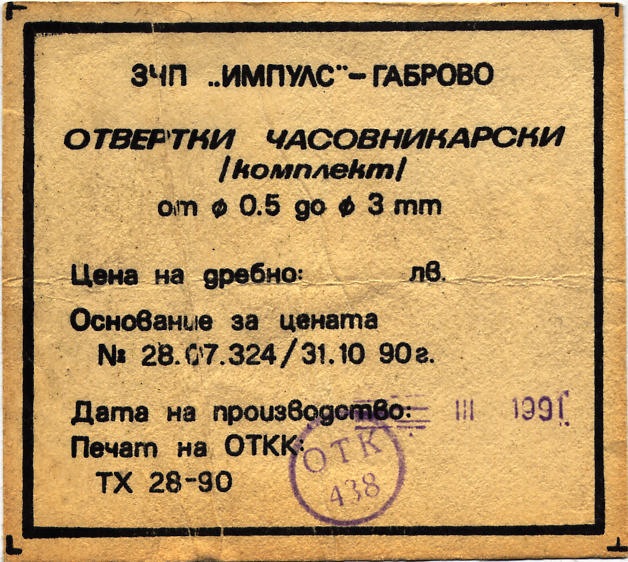 ЗЧП „ИМПУЛС“-ГАБРОВО
ОТВЕРТКИ ЧАСОВНИКАРСКИ
/комплект/
от ф 0.5 до ф 3 mm
Цена на дребно: лв.
Основание за цената
№ 28.07.324/31.10 90г.
Дата на производство: III 1991
Печат на ОТКК:
ОТК
438
ТХ 28-90